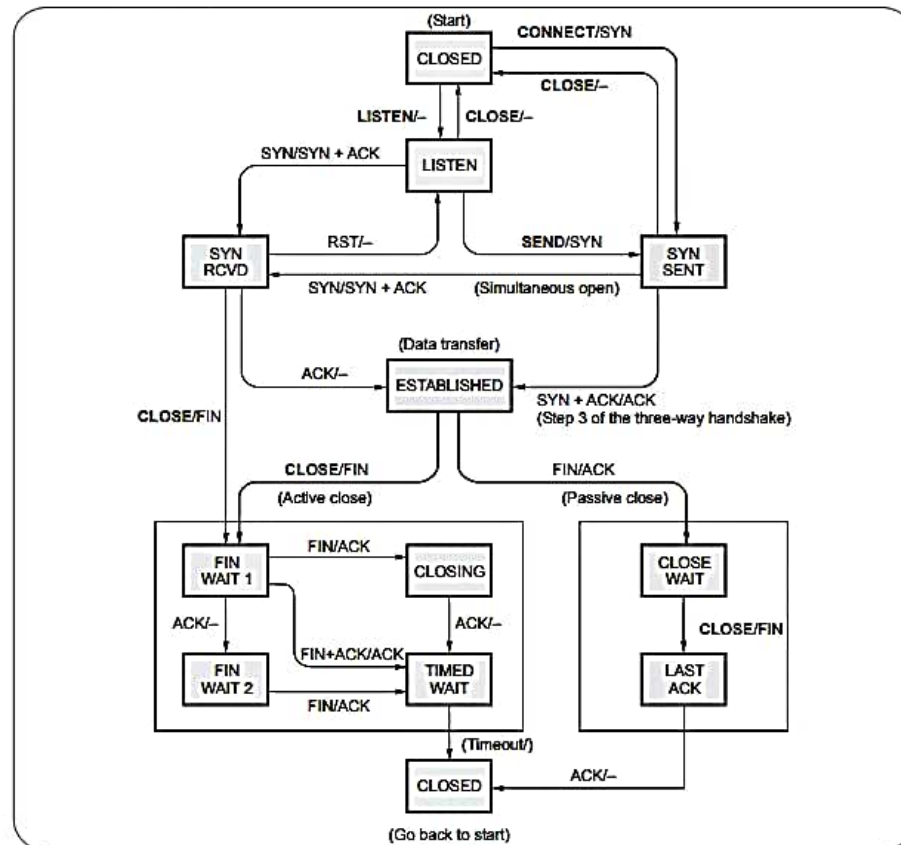 (Start)
CLOSED
CONNECT/SYN
CLOSE/–
LISTEN/–
CLOSE/–
SYN/SYN + ACK
LISTEN
SYN
RCVD
RST/–
SEND/SYN
SYN
SENT
SYN/SYN + ACK
(Simultaneous open)
(Data transfer)
ACK/–
ESTABLISHED
SYN + ACK/ACK
(Step 3 of the three-way handshake)
CLOSE/FIN
CLOSE/FIN
(Active close)
FIN/ACK
(Passive close)
FIN
WAIT 1
FIN/ACK
CLOSING
CLOSE
WAIT
ACK/–
FIN+ACK/ACK
ACK/–
CLOSE/FIN
FIN
WAIT 2
FIN/ACK
TIMED
WAIT
LAST
ACK
(Timeout/)
CLOSED
ACK/–
(Go back to start)